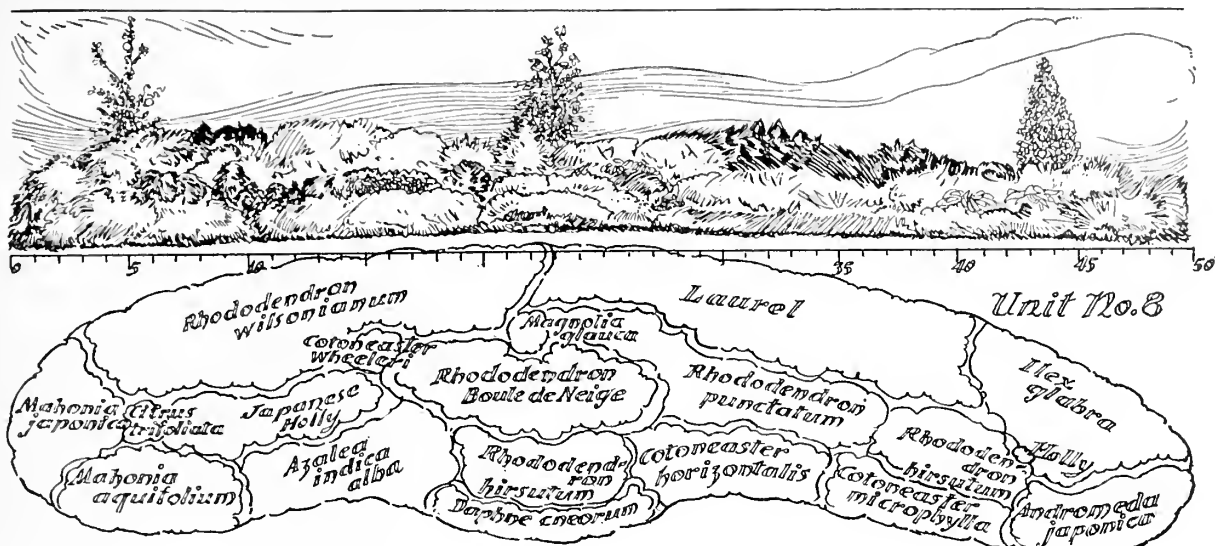 0 5 10 35 40 45 50
Unit No. 8
Rhododendron
wilsonianum
Laurel
Cotoneaster
Wheeleri
Magnolia
glauca
Ilex
glabra
Rhododendron
Boule de Neige
Rhododendron
punctatum
Mahonia
japonica
Citrus
trifoliata
Japanese
Holly
Azalea
indica
alba
Rhododend-
ron
hirsutum
Cotoneaster
horizontalis
Rhododen-
dron
hirsutum
Holly
Mahonia
aquifolium
Daphne cneorum
Cotoneaster
microphylla
Andromeda
japonica